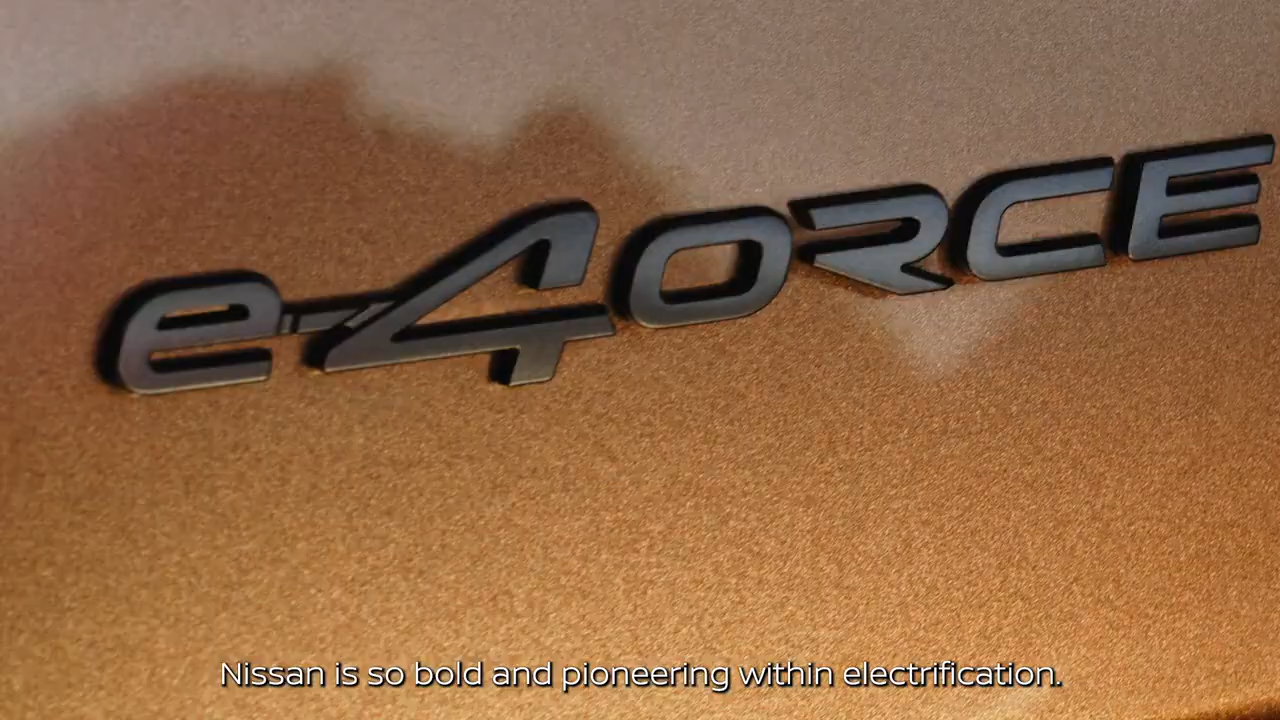 e-4ORCE
Nissan is so bold and pioneering within electrification.